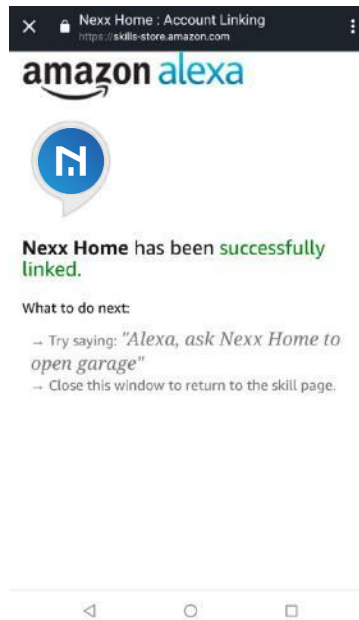 Nexx Home : Account Linking
https://skills-store.amazon.com
amazon alexa
N
Nexx Home has been successfully
linked.
What to do next:
→ Try saying: "Alexa, ask Nexx Home to
open garage"
→ Close this window to return to the skill page.